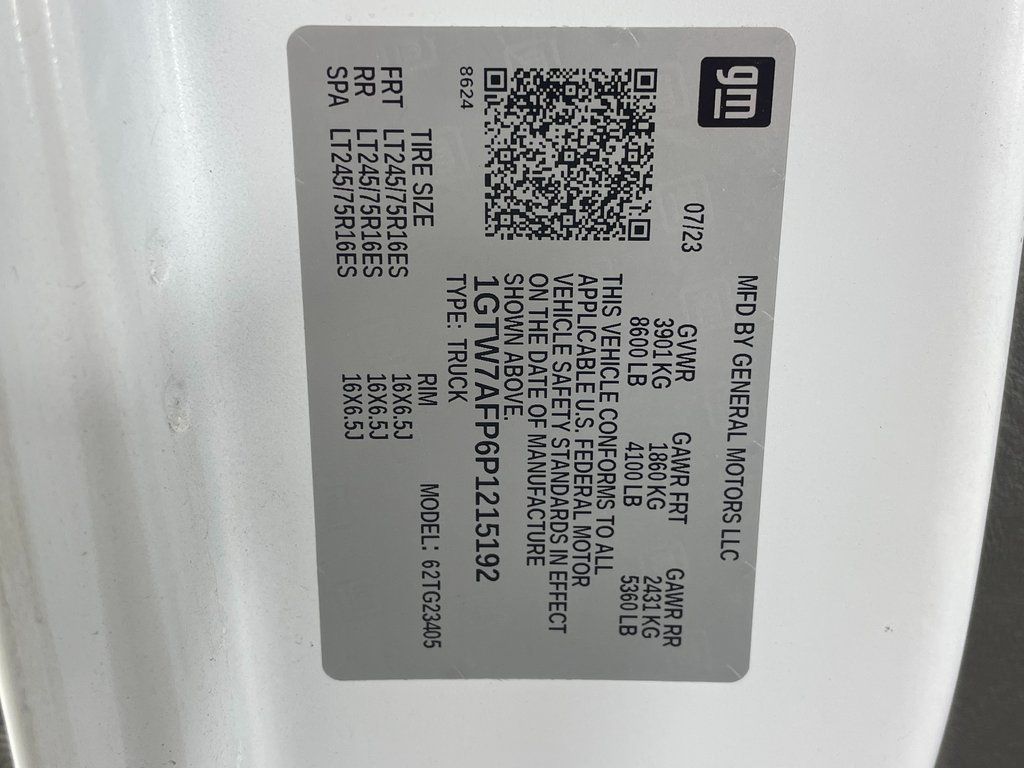 gm
MFD BY GENERAL MOTORS LLC
07/23
GVWR GAWR FRT GAWR RR
3901KG 1860 KG 2431 KG
8600 LB 4100 LB 5360 LB
THIS VEHICLE CONFORMS TO ALL
APPLICABLE U.S. FEDERAL MOTOR
VEHICLE SAFETY STANDARDS IN EFFECT
ON THE DATE OF MANUFACTURE
SHOWN ABOVE.
1GTW7AFP6P1215192
TYPE: TRUCK
8624
TIRE SIZE RIM MODEL: 62TG23405
FRT LT245/75R16ES 16X6.5J
RR LT245/75R16ES 16X6.5J
SPA LT245/75R16ES 16X6.5J